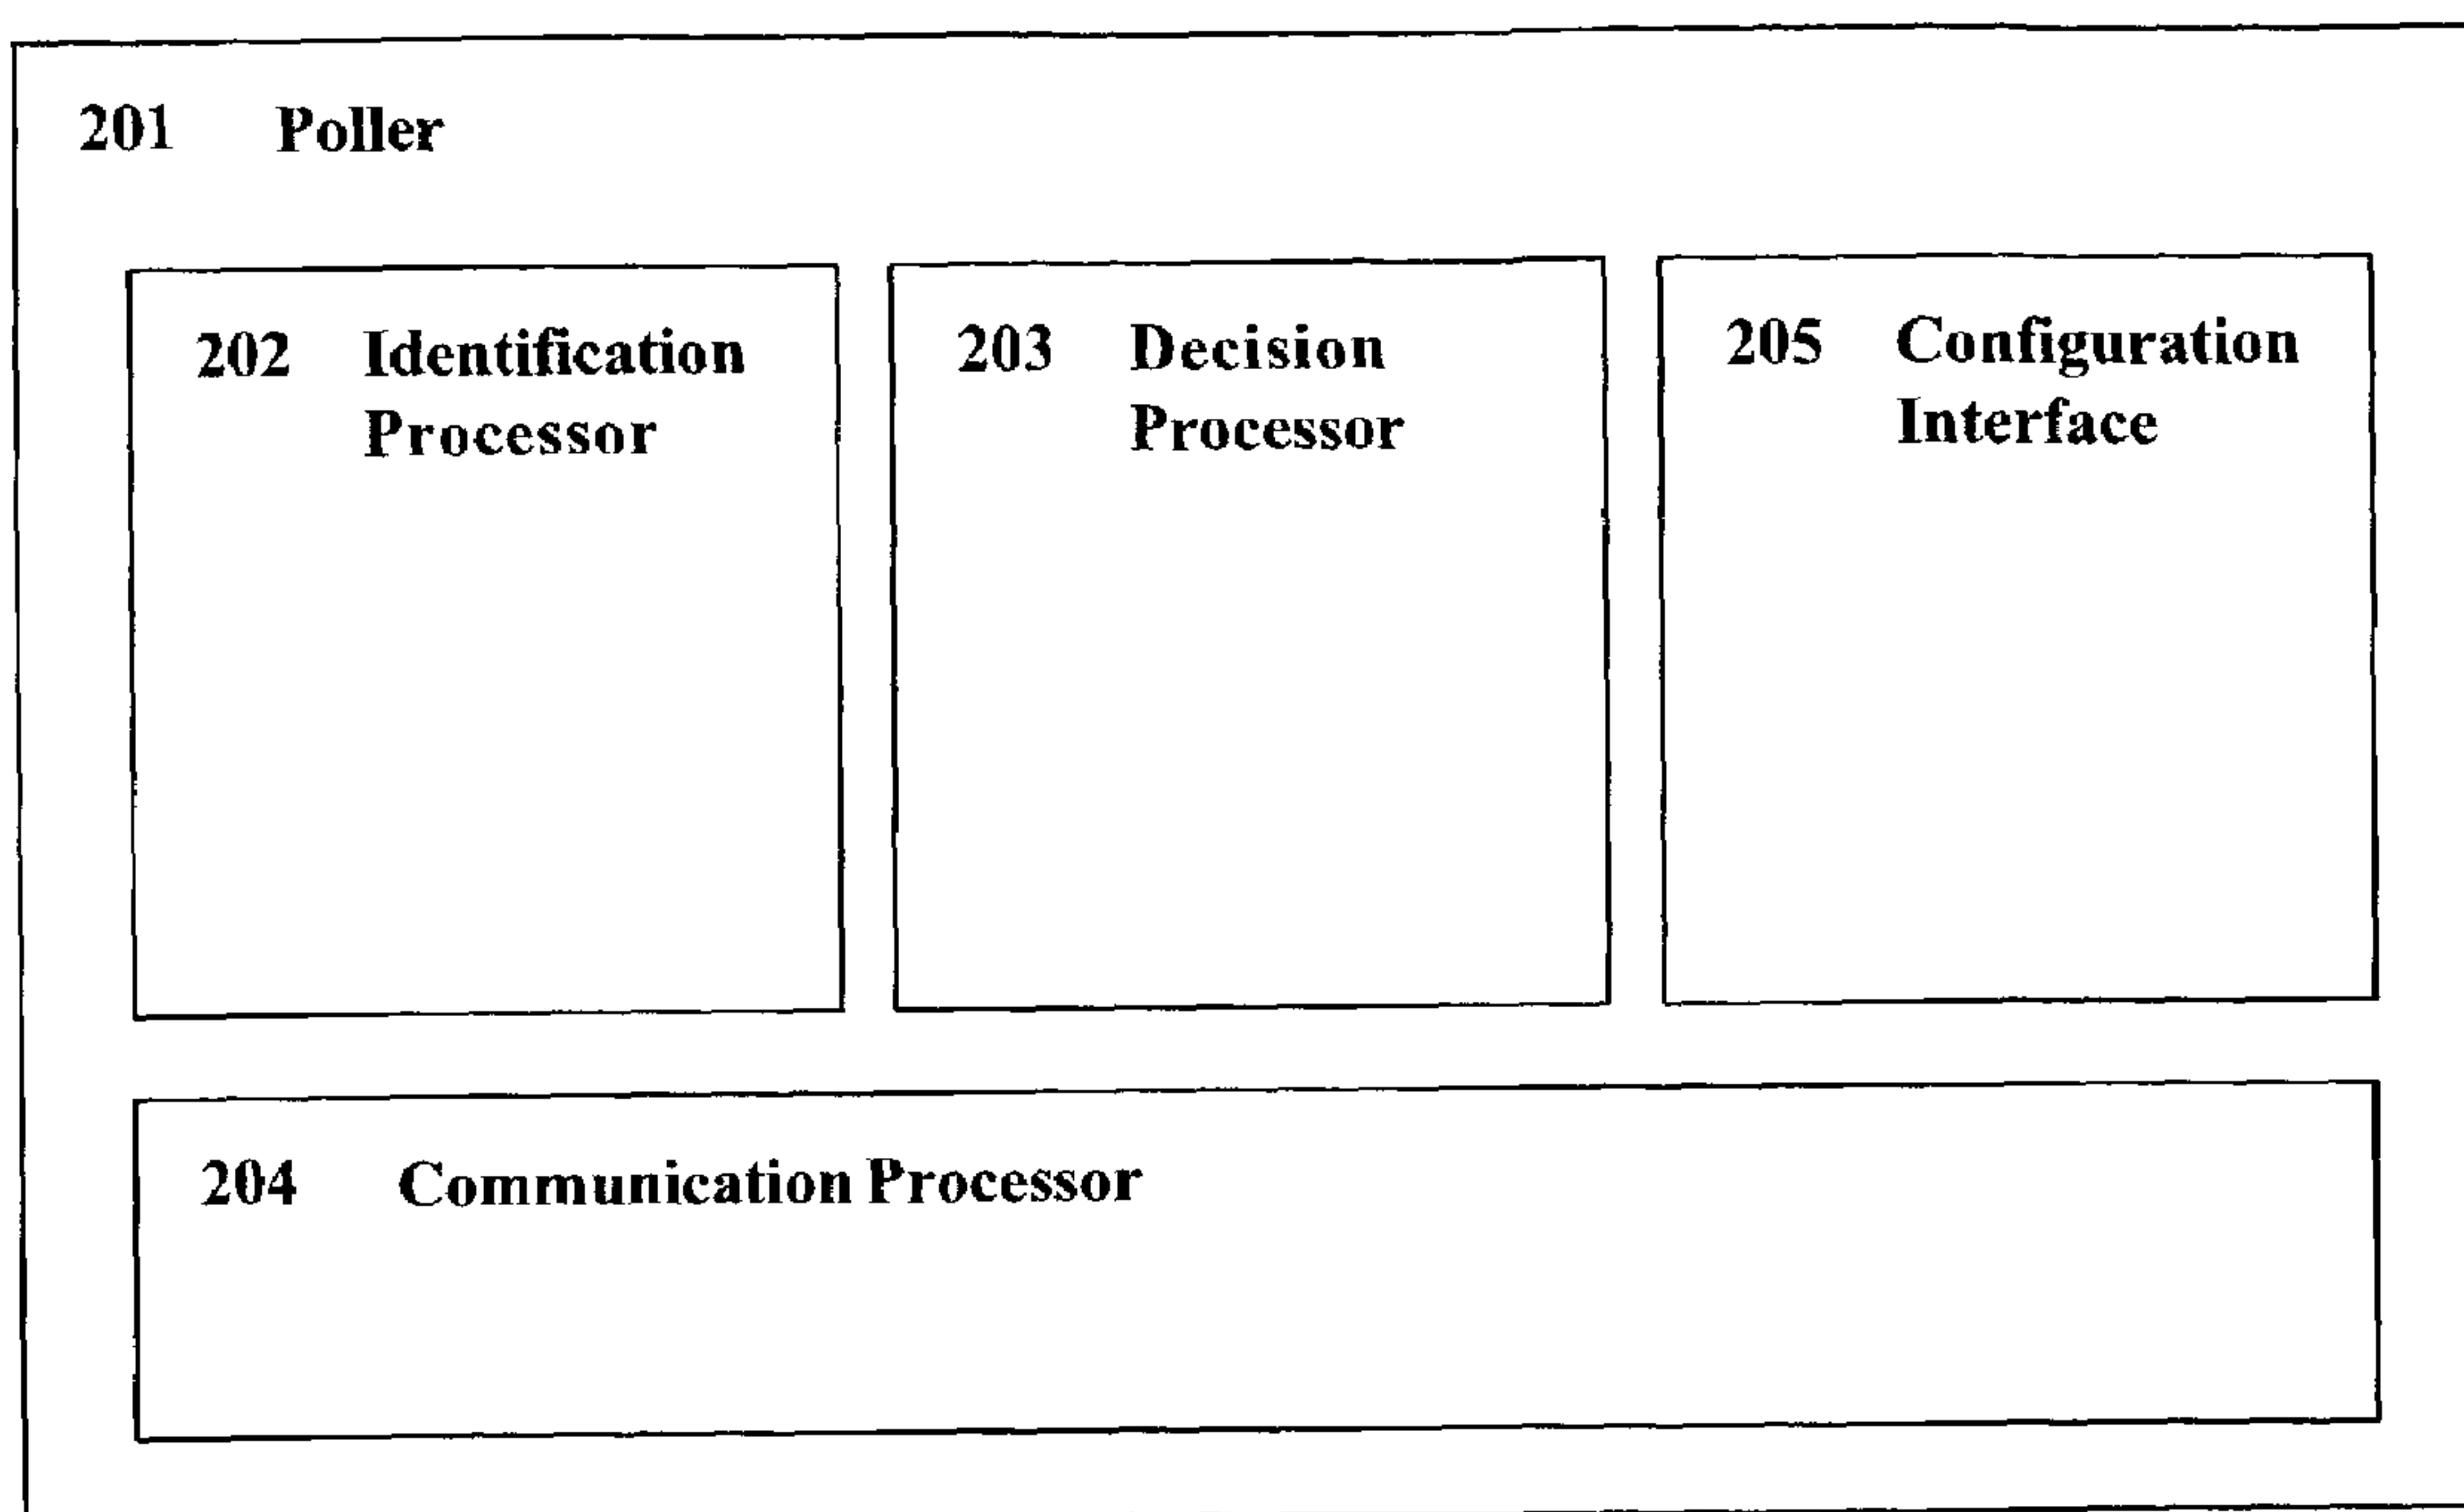 201 Poller
202 Identification
Processor
203 Decision
Processor
205 Configuration
Interface
204 Communication Processor